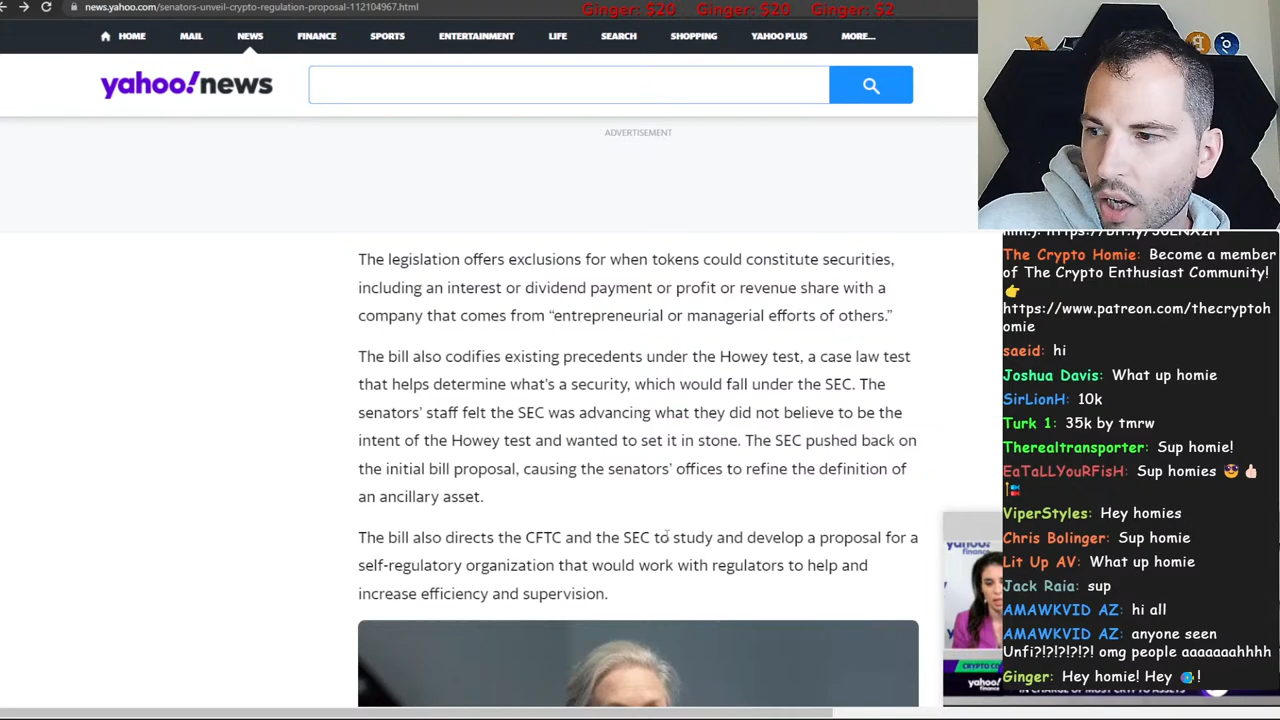 news.yahoo.com/senators-unveil-crypto-regulation-proposal-112104967.html
Ginger: $20 Ginger: $20 Ginger: $2
HOME MAIL NEWS FINANCE SPORTS ENTERTAINMENT LIFE SEARCH SHOPPING YAHOO PLUS MORE...
yahoo!news
ADVERTISEMENT
The legislation offers exclusions for when tokens could constitute securities,
including an interest or dividend payment or profit or revenue share with a
company that comes from “entrepreneurial or managerial efforts of others.”
The bill also codifies existing precedents under the Howey test, a case law test
that helps determine what’s a security, which would fall under the SEC. The
senators’ staff felt the SEC was advancing what they did not believe to be the
intent of the Howey test and wanted to set it in stone. The SEC pushed back on
the initial bill proposal, causing the senators’ offices to refine the definition of
an ancillary asset.
The bill also directs the CFTC and the SEC to study and develop a proposal for a
self-regulatory organization that would work with regulators to help and
increase efficiency and supervision.
The Crypto Homie: Become a member
of The Crypto Enthusiast Community!
https://www.patreon.com/thecryptoh
omie
saeid: hi
Joshua Davis: What up homie
SirLionH: 10k
Turk 1: 35k by tmrw
Therealtransporter: Sup homie!
EaTaLLYouRFisH: Sup homies
ViperStyles: Hey homies
Chris Bolinger: Sup homie
Lit Up AV: What up homie
Jack Raia: sup
AMAWKVID AZ: hi all
AMAWKVID AZ: anyone seen
Unfi?!?!?!?!?! omg people aaaaaaahhhh
Ginger: Hey homie! Hey !
yahoo!
finance
CRYPTO CO
yahoo!
finance
IN CHARGE OF MOST CRYPTO ASSETS